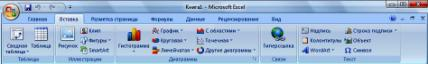 Книга1 - Microsoft Excel
Главная Вставка Разметка страницы Формулы Данные Рецензирование Вид
Сводная таблица Таблица Рисунок Клип Фигуры SmartArt Гистограмма График Круговая Линейчатая С областями Точечная Другие диаграммы Гиперссылка Надпись Колонтитулы WordArt Строка подписи Объект Символ
Таблицы Иллюстрации Диаграммы Связи Текст